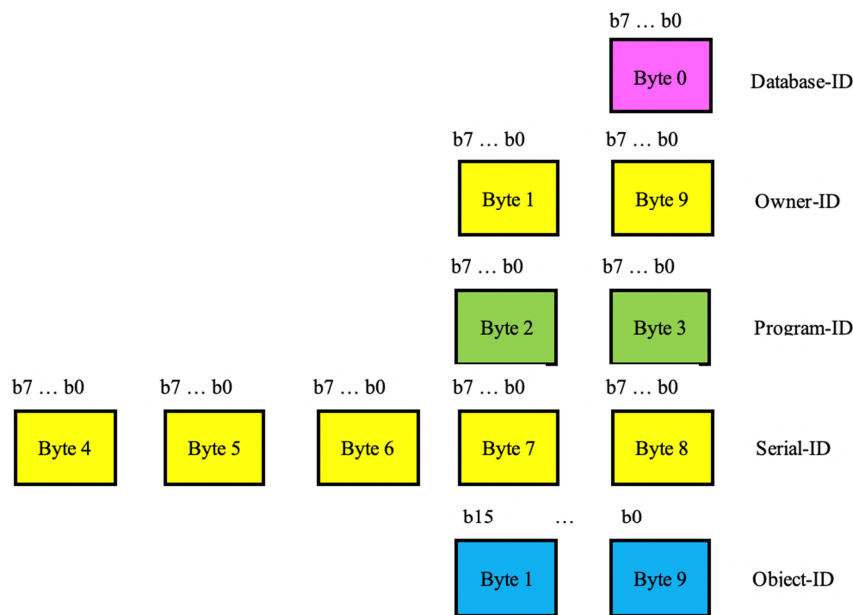 b7 … b0
Byte 0 Database-ID
b7 … b0 b7 … b0
Byte 1 Byte 9 Owner-ID
b7 … b0 b7 … b0
Byte 2 Byte 3 Program-ID
b7 … b0 b7 … b0 b7 … b0 b7 … b0 b7 … b0
Byte 4 Byte 5 Byte 6 Byte 7 Byte 8 Serial-ID
b15 … b0
Byte 1 Byte 9 Object-ID